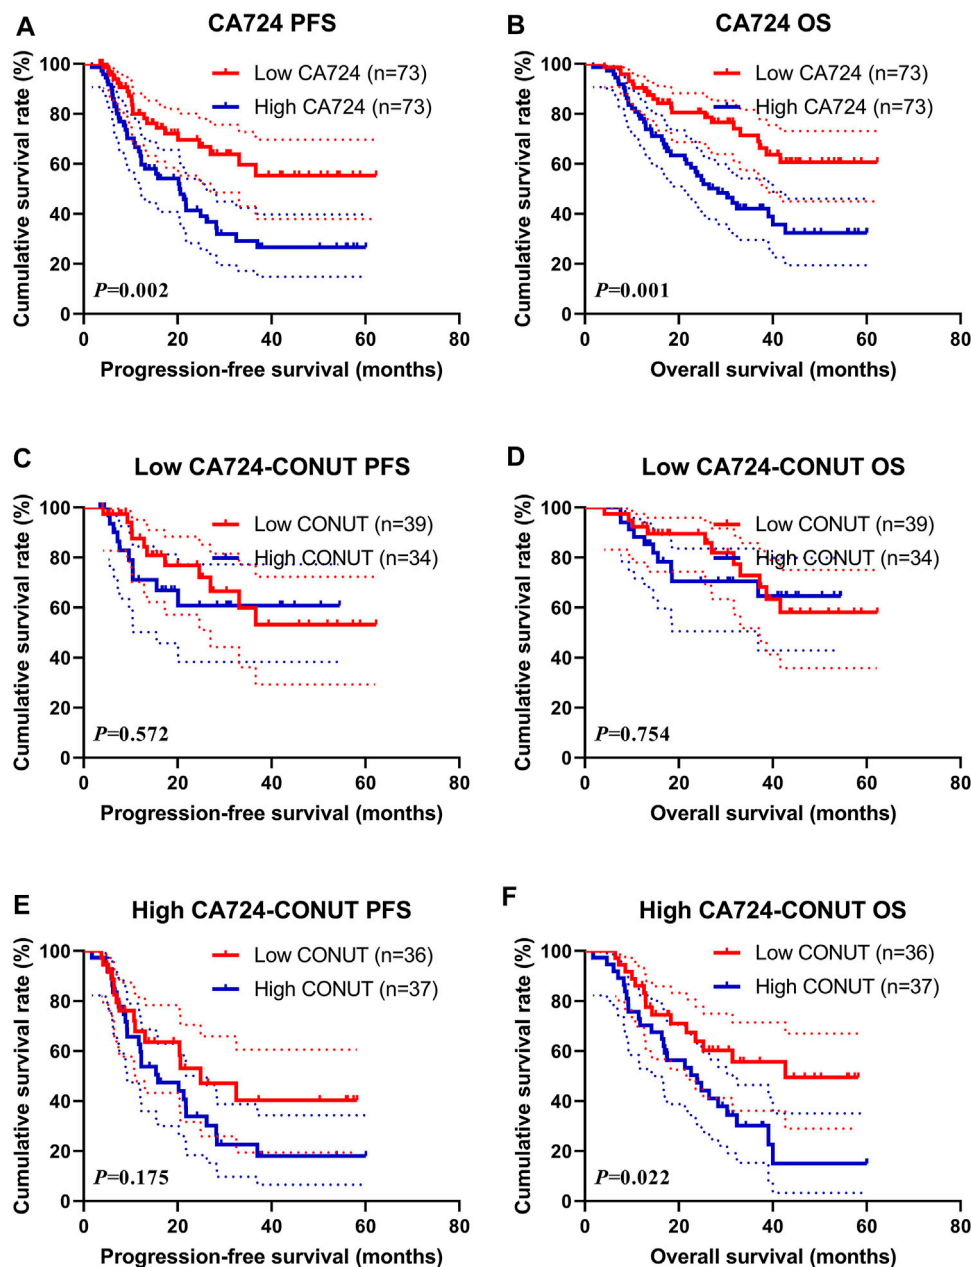 A
CA724 PFS
Cumulative survival rate (%)
100
80
60
40
20
0
Low CA724 (n=73)
High CA724 (n=73)
P=0.002
0 20 40 60 80
Progression-free survival (months)
B
CA724 OS
Cumulative survival rate (%)
100
80
60
40
20
0
Low CA724 (n=73)
High CA724 (n=73)
P=0.001
0 20 40 60 80
Overall survival (months)
C
Low CA724-CONUT PFS
Cumulative survival rate (%)
100
80
60
40
20
0
Low CONUT (n=39)
High CONUT (n=34)
P=0.572
0 20 40 60 80
Progression-free survival (months)
D
Low CA724-CONUT OS
Cumulative survival rate (%)
100
80
60
40
20
0
Low CONUT (n=39)
High CONUT (n=34)
P=0.754
0 20 40 60 80
Overall survival (months)
E
High CA724-CONUT PFS
Cumulative survival rate (%)
100
80
60
40
20
0
Low CONUT (n=36)
High CONUT (n=37)
P=0.175
0 20 40 60 80
Progression-free survival (months)
F
High CA724-CONUT OS
Cumulative survival rate (%)
100
80
60
40
20
0
Low CONUT (n=36)
High CONUT (n=37)
P=0.022
0 20 40 60 80
Overall survival (months)